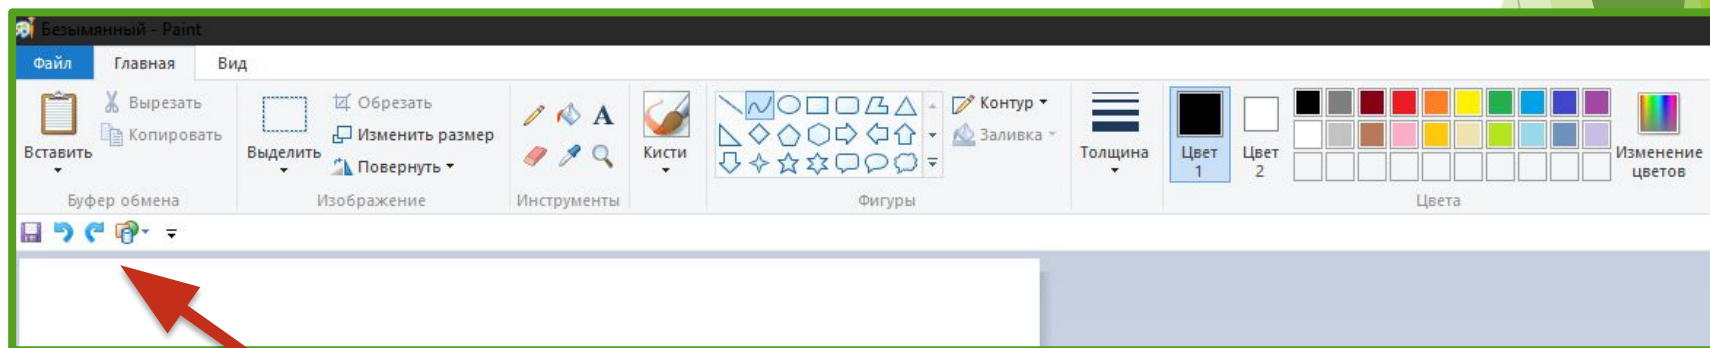 Безымянный - Paint
Файл Главная Вид
Вставить
Вырезать
Копировать
Буфер обмена
Выделить
Обрезать
Изменить размер
Повернуть
Изображение
A
Инструменты
Кисти
Контур
Заливка
Фигуры
Толщина
Цвет
1
Цвет
2
Изменение
цветов
Цвета